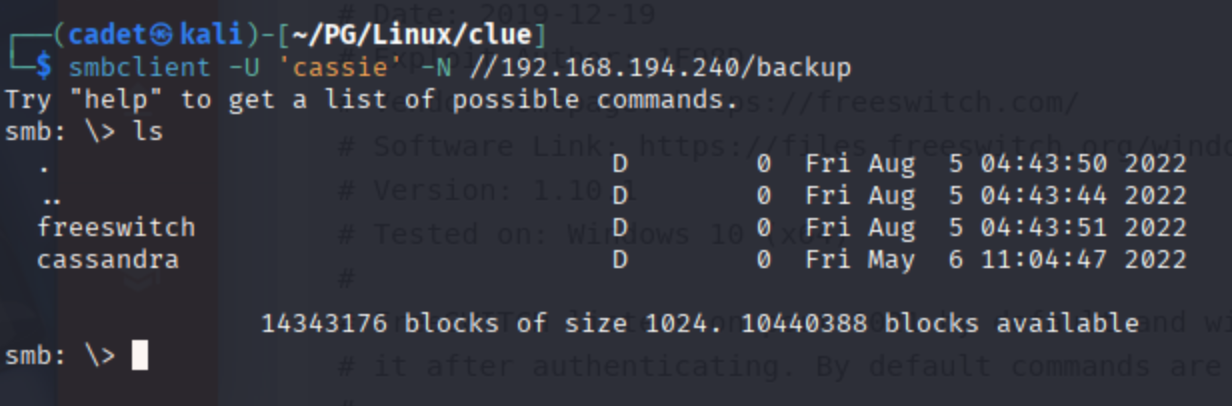 # Date: 2019-12-19
┌──(cadet㉿kali)-[~/PG/Linux/clue]
└─$ smbclient -U 'cassie' -N //192.168.194.240/backup
Try "help" to get a list of possible commands.
https://freeswitch.com/
smb: \> ls
# Software Link: https://files.freeswitch.org/windo
. D 0 Fri Aug 5 04:43:50 2022
# Version: 1.10.1
.. D 0 Fri Aug 5 04:43:44 2022
freeswitch D 0 Fri Aug 5 04:43:51 2022
# Tested on: Windows 10
cassandra D 0 Fri May 6 11:04:47 2022
#
14343176 blocks of size 1024. 10440388 blocks available
smb: \>
# it after authenticating. By default commands are